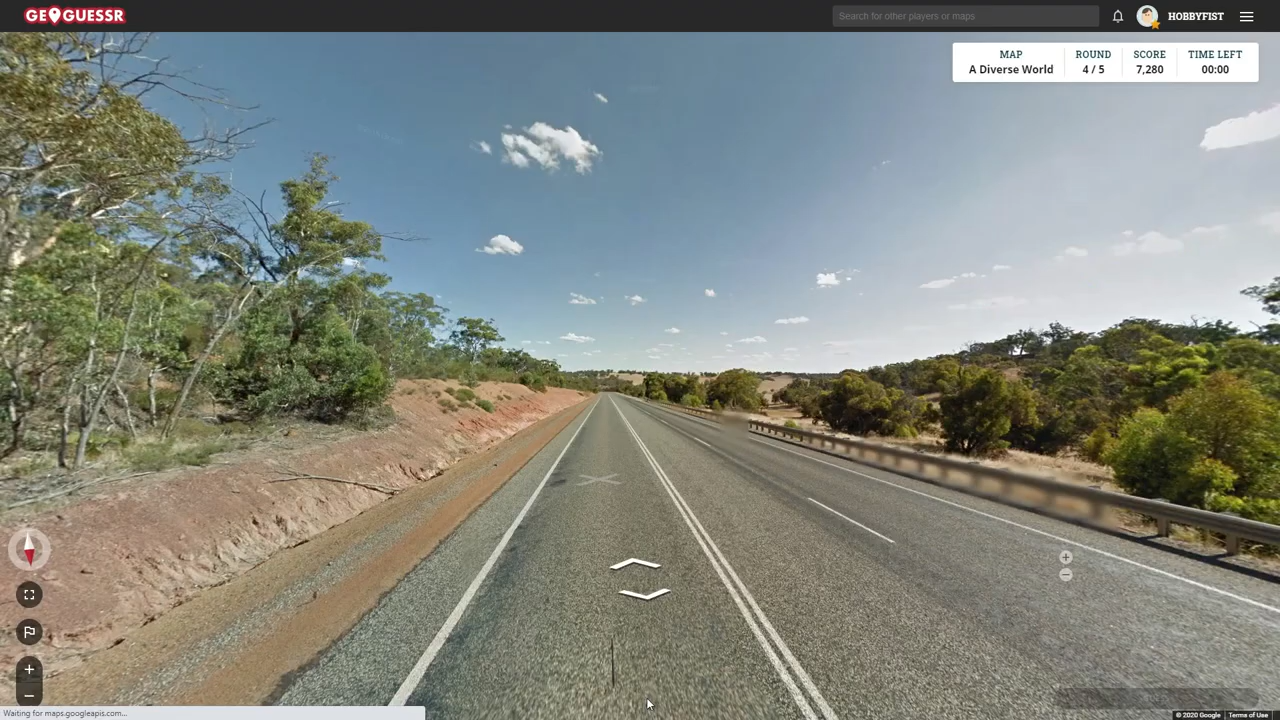 GEOGUESSR
Search for other players or maps
HOBBYFIST
MAP
A Diverse World
ROUND
4 / 5
SCORE
7,280
TIME LEFT
00:00
Waiting for maps.googleapis.com...
© 2020 Google
Terms of Use